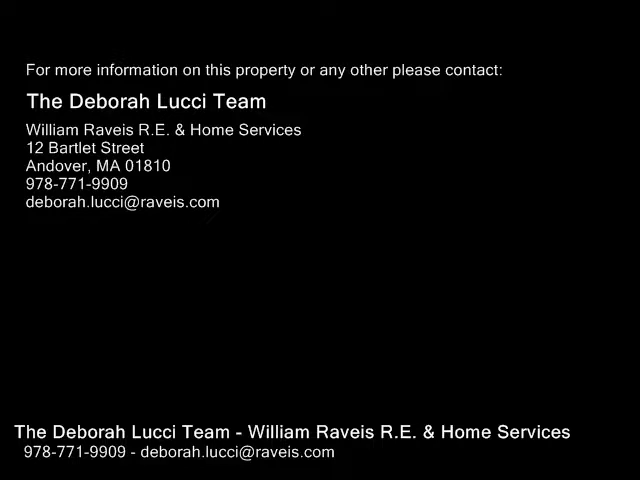 For more information on this property or any other please contact:
The Deborah Lucci Team
William Raveis R.E. & Home Services
12 Bartlet Street
Andover, MA 01810
978-771-9909
deborah.lucci@raveis.com
The Deborah Lucci Team - William Raveis R.E. & Home Services
978-771-9909 - deborah.lucci@raveis.com